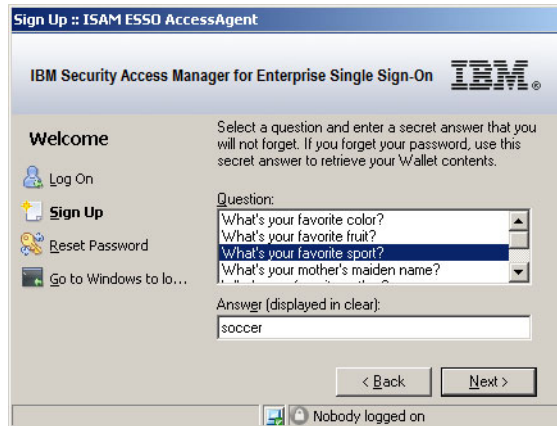 Sign Up :: ISAM ESSO AccessAgent
IBM Security Access Manager for Enterprise Single Sign-On
IBM®
Welcome
Log On
Sign Up
Reset Password
Go to Windows to lo...
Select a question and enter a secret answer that you
will not forget. If you forget your password, use this
secret answer to retrieve your Wallet contents.
Question:
What's your favorite color?
What's your favorite fruit?
What's your favorite sport?
What's your mother's maiden name?
Answer (displayed in clear):
soccer
< Back
Next >
Nobody logged on